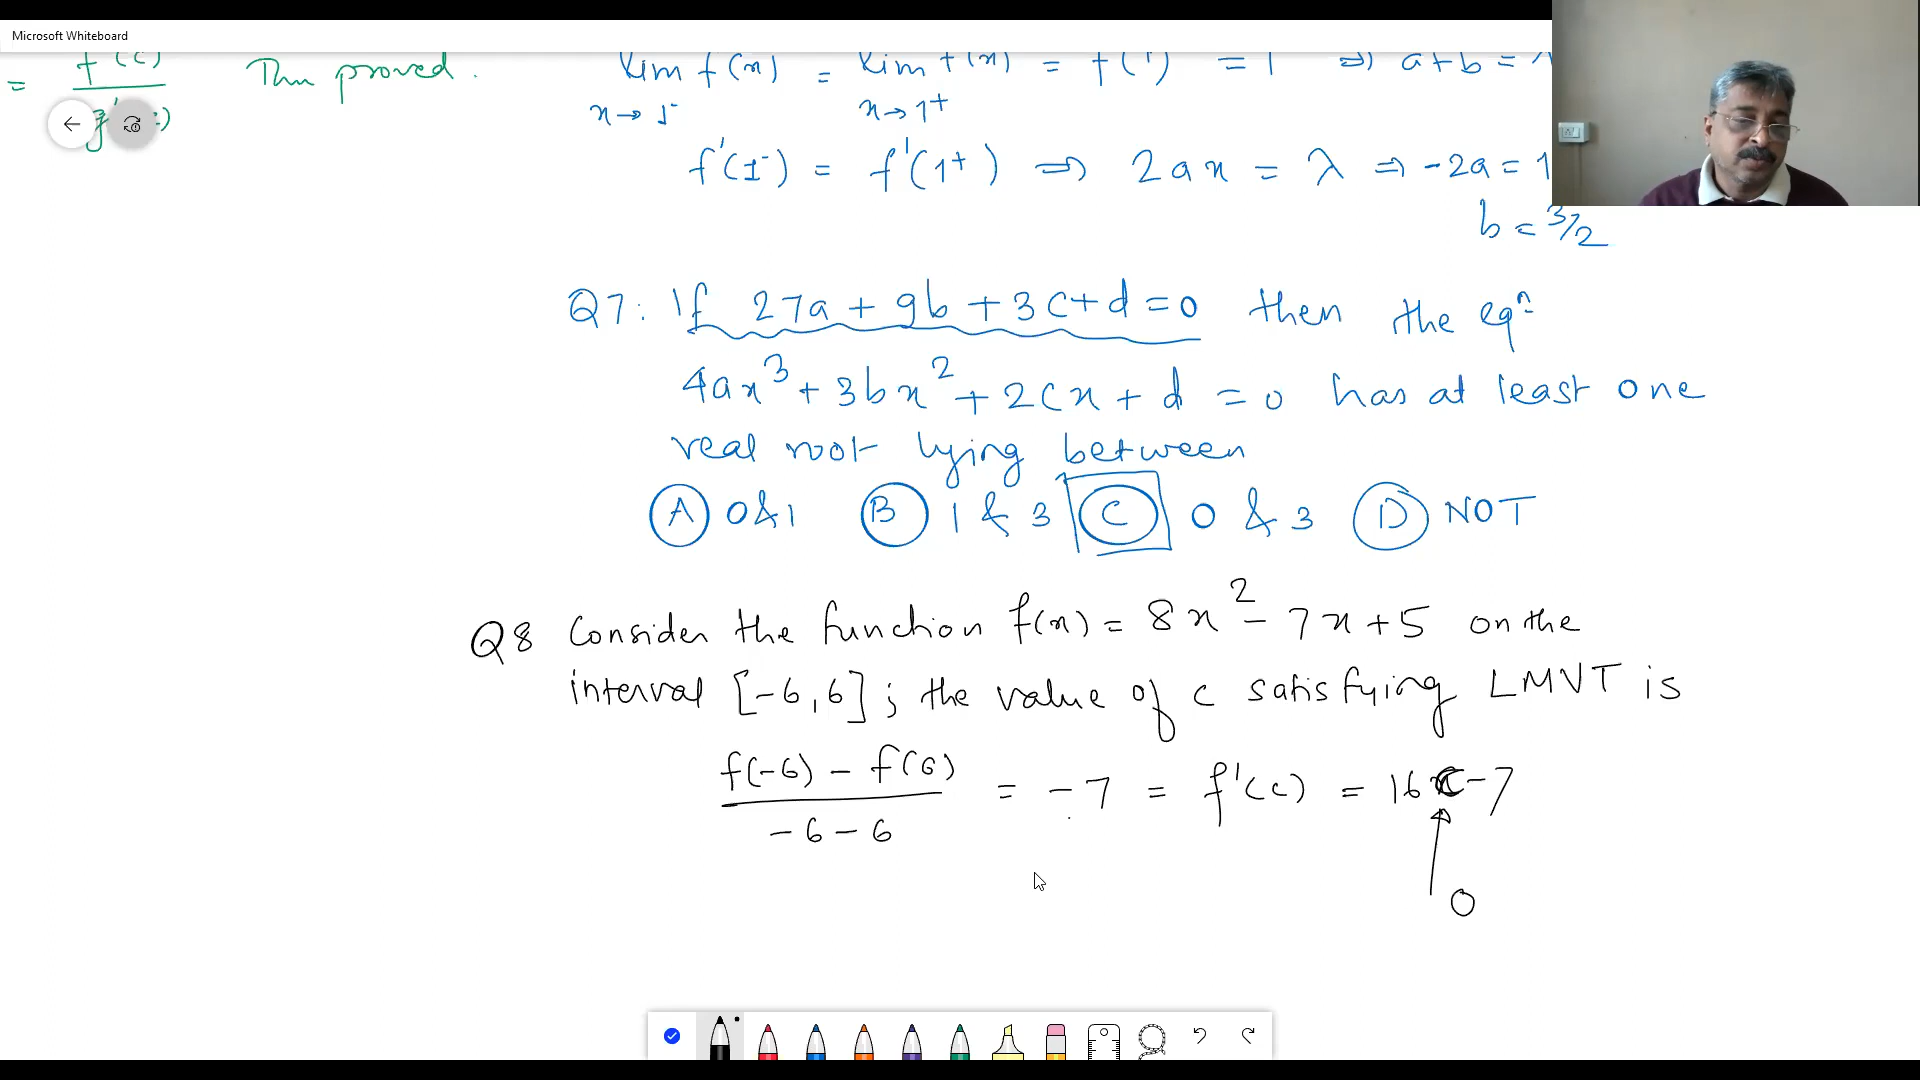 Microsoft Whiteboard
= f'(c) Thm proved.
lim f(x) = lim f(x) = f(1) = 1 ⇒ a+b =
x→1⁻ x→1⁺
f'(1⁻) = f'(1⁺) ⇒ 2ax = λ ⇒ -2a = 1
b = 3/2
Q7: If 27a + 9b + 3c + d = 0 then the eqⁿ
4ax³ + 3bx² + 2cx + d = 0 has at least one
real root lying between
A 0 & 1 B 1 & 3 C 0 & 3 D NOT
Q8 Consider the function f(x) = 8x² - 7x + 5 on the
interval [-6, 6]; the value of c satisfying LMVT is
f(-6) - f(6)
-6 - 6
= -7 = f'(c) = 16c - 7
0